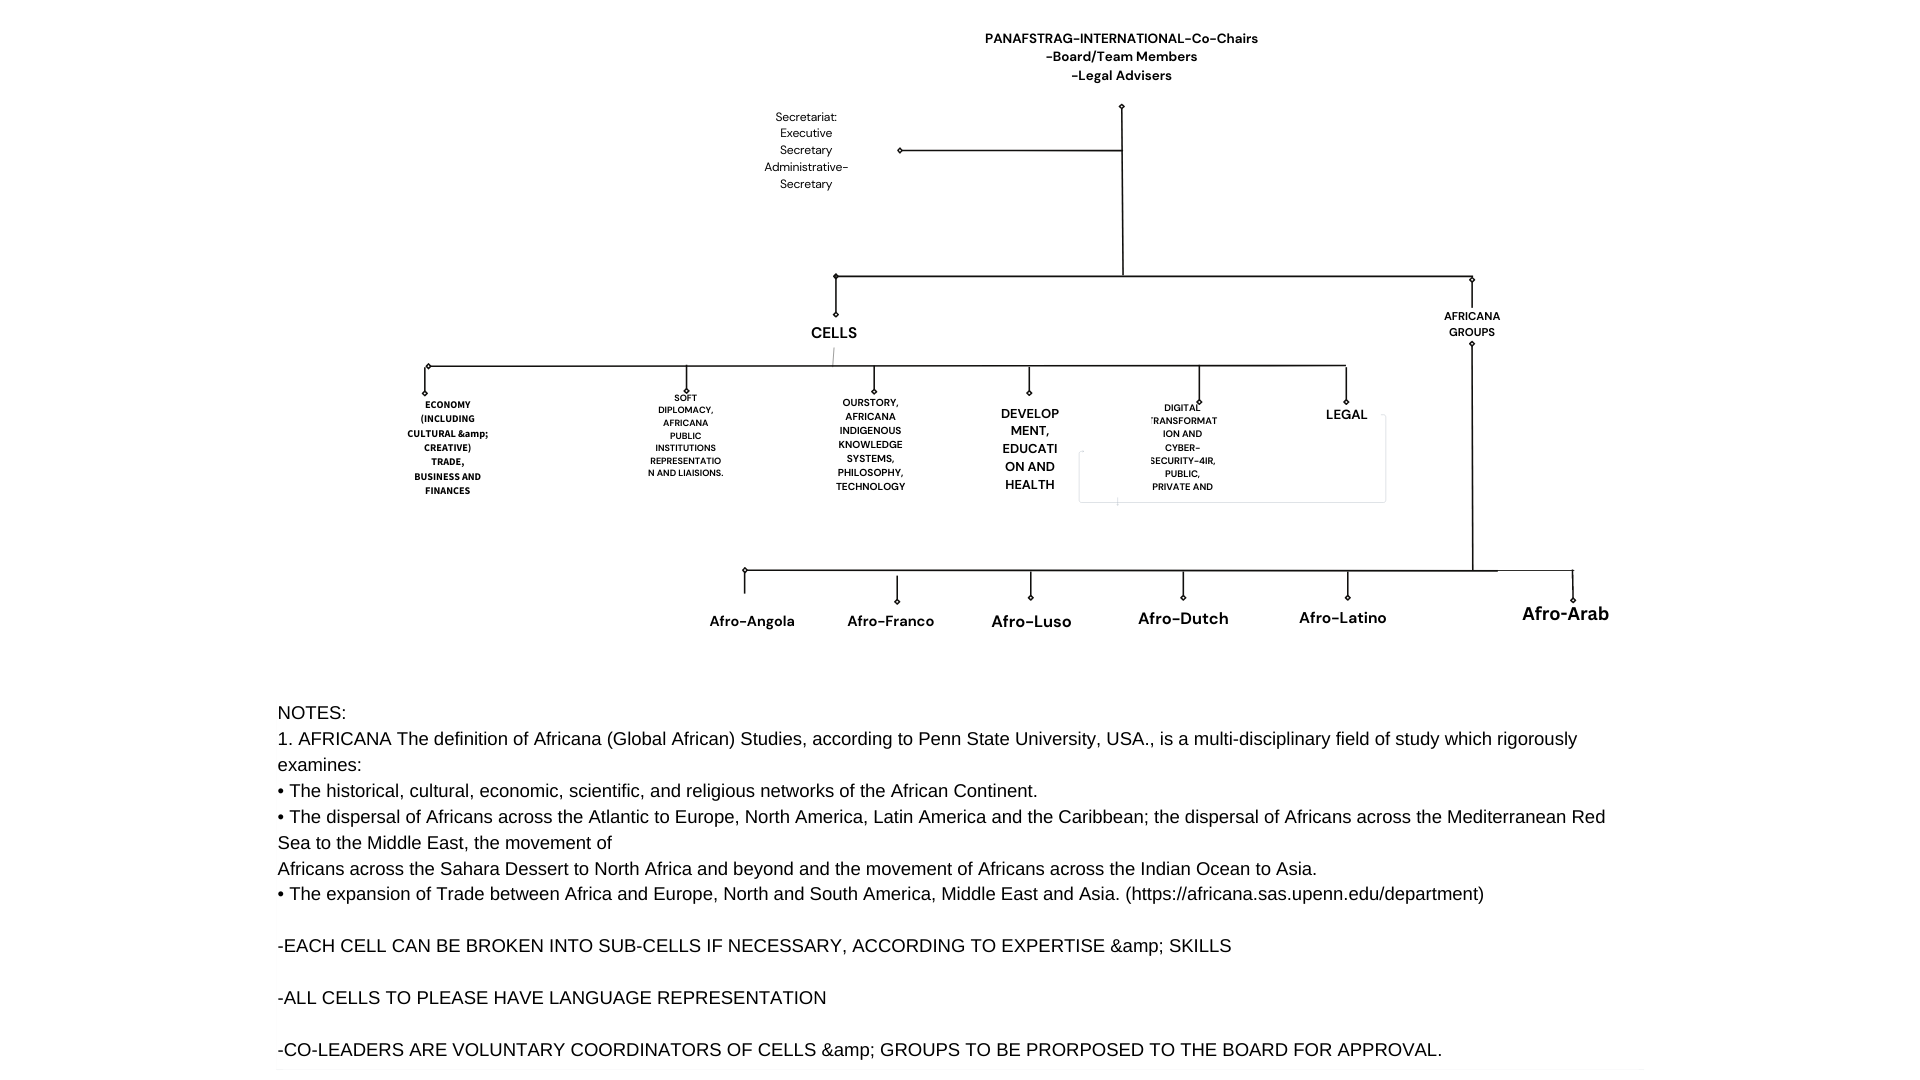 PANAFSTRAG-INTERNATIONAL-Co-Chairs
-Board/Team Members
-Legal Advisers
Secretariat:
Executive
Secretary
Administrative-
Secretary
CELLS
AFRICANA
GROUPS
ECONOMY
(INCLUDING
CULTURAL &amp;
CREATIVE)
TRADE,
BUSINESS AND
FINANCES
SOFT
DIPLOMACY,
AFRICANA
PUBLIC
INSTITUTIONS
REPRESENTATIO
N AND LIAISIONS.
OURSTORY,
AFRICANA
INDIGENOUS
KNOWLEDGE
SYSTEMS,
PHILOSOPHY,
TECHNOLOGY
DEVELOP
MENT,
EDUCATI
ON AND
HEALTH
DIGITAL
TRANSFORMAT
ION AND
CYBER-
SECURITY-4IR,
PUBLIC,
PRIVATE AND
LEGAL
Afro-Angola
Afro-Franco
Afro-Luso
Afro-Dutch
Afro-Latino
Afro-Arab
NOTES:
1. AFRICANA The definition of Africana (Global African) Studies, according to Penn State University, USA., is a multi-disciplinary field of study which rigorously
examines:
• The historical, cultural, economic, scientific, and religious networks of the African Continent.
• The dispersal of Africans across the Atlantic to Europe, North America, Latin America and the Caribbean; the dispersal of Africans across the Mediterranean Red
Sea to the Middle East, the movement of
Africans across the Sahara Dessert to North Africa and beyond and the movement of Africans across the Indian Ocean to Asia.
• The expansion of Trade between Africa and Europe, North and South America, Middle East and Asia. (https://africana.sas.upenn.edu/department)
-EACH CELL CAN BE BROKEN INTO SUB-CELLS IF NECESSARY, ACCORDING TO EXPERTISE &amp; SKILLS
-ALL CELLS TO PLEASE HAVE LANGUAGE REPRESENTATION
-CO-LEADERS ARE VOLUNTARY COORDINATORS OF CELLS &amp; GROUPS TO BE PRORPOSED TO THE BOARD FOR APPROVAL.